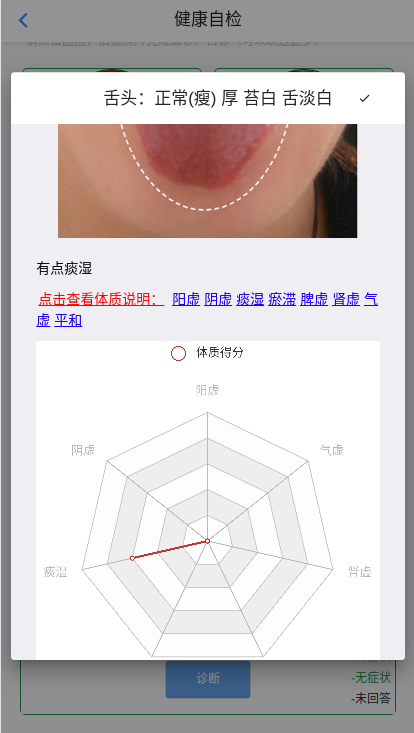 健康自检
舌头：正常(瘦) 厚 苔白 舌淡白
有点痰湿
点击查看体质说明： 阳虚 阴虚 痰湿 瘀滞 脾虚 肾虚 气
虚 平和
体质得分
阳虚
阴虚
气虚
痰湿
肾虚
诊断
-无症状
-未回答